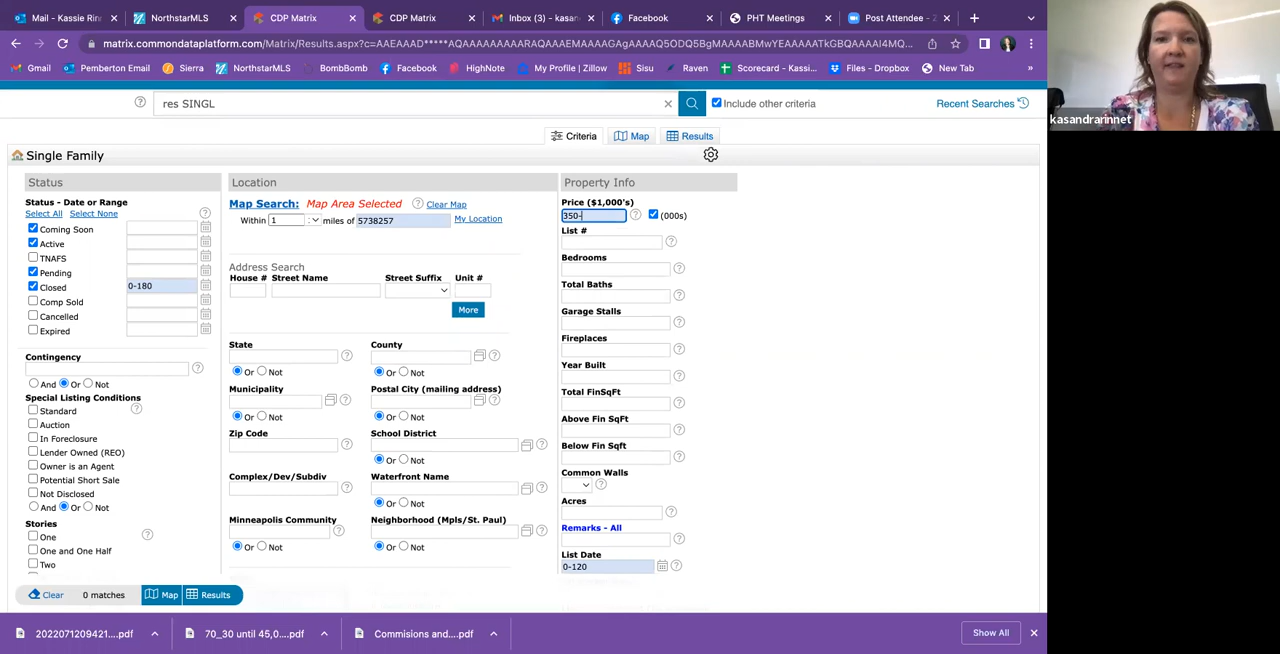 Mail - Kassie Rin
NorthstarMLS
CDP Matrix
CDP Matrix
Inbox (3) - kasan
Facebook
PHT Meetings
Post Attendee - Z
matrix.commondataplatform.com/Matrix/Results.aspx?c=AAEAAAD*****AQAAAAAAAAARAQAAAEMAAAAGAgAAAAQ5ODQ5BgMAAAABMwYEAAAAATkGBQAAAAI4MQ...
Gmail
Pemberton Email
Sierra
NorthstarMLS
BombBomb
Facebook
HighNote
My Profile | Zillow
Sisu
Raven
Scorecard - Kassi...
Files - Dropbox
New Tab
»
kasandrarinnet
res SINGL
Include other criteria
Recent Searches
Criteria
Map
Results
Single Family
Status
Location
Property Info
Status - Date or Range
Select All
Select None
Coming Soon
Active
TNAFS
Pending
Closed
0-180
Comp Sold
Cancelled
Expired
Contingency
And
Or
Not
Special Listing Conditions
Standard
Auction
In Foreclosure
Lender Owned (REO)
Owner is an Agent
Potential Short Sale
Not Disclosed
And
Or
Not
Stories
One
One and One Half
Two
Map Search:
Map Area Selected
Clear Map
Within
1
miles of
5738257
My Location
Address Search
House #
Street Name
Street Suffix
Unit #
More
State
County
Or
Not
Or
Not
Municipality
Postal City (mailing address)
Or
Not
Or
Not
Zip Code
School District
Or
Not
Complex/Dev/Subdiv
Waterfront Name
Or
Not
Minneapolis Community
Neighborhood (Mpls/St. Paul)
Or
Not
Or
Not
Price ($1,000's)
350-
(000s)
List #
Bedrooms
Total Baths
Garage Stalls
Fireplaces
Year Built
Total FinSqFt
Above Fin SqFt
Below Fin Sqft
Common Walls
Acres
Remarks - All
List Date
0-120
Clear
0 matches
Map
Results
2022071209421....pdf
70_30 until 45,0....pdf
Commisions and....pdf
Show All